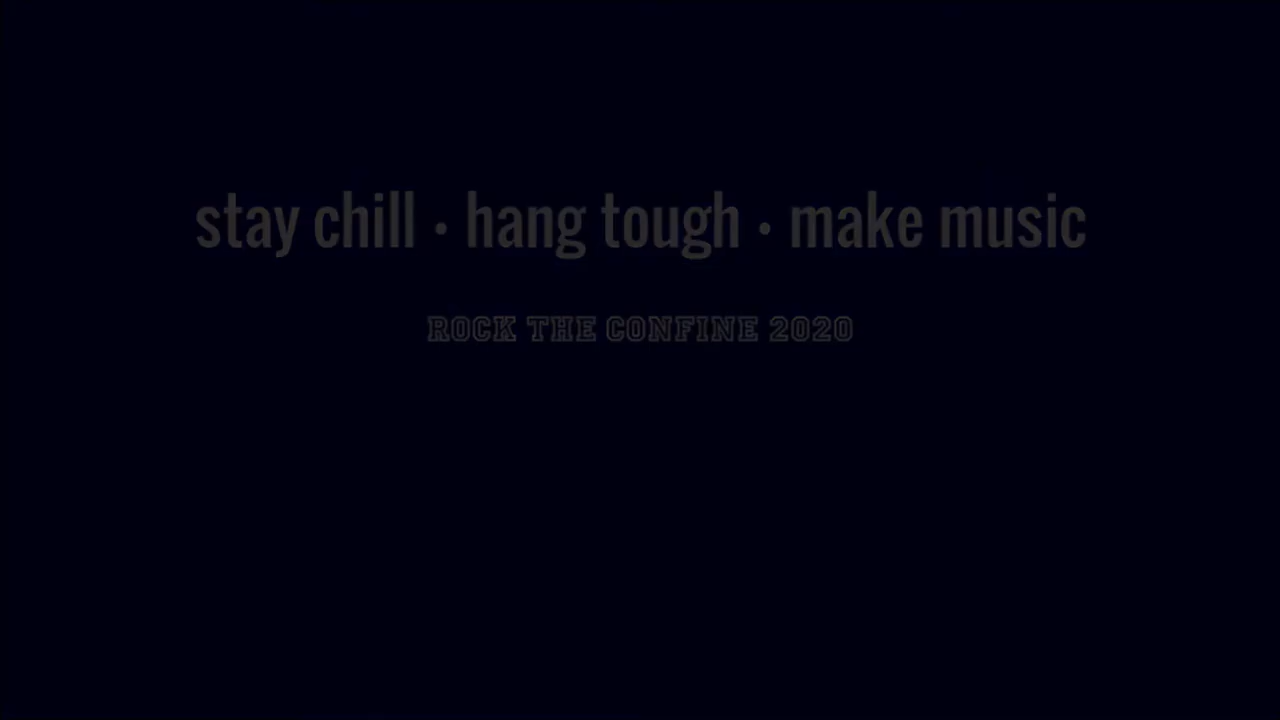 stay chill • hang tough • make music
ROCK THE CONFINE 2020